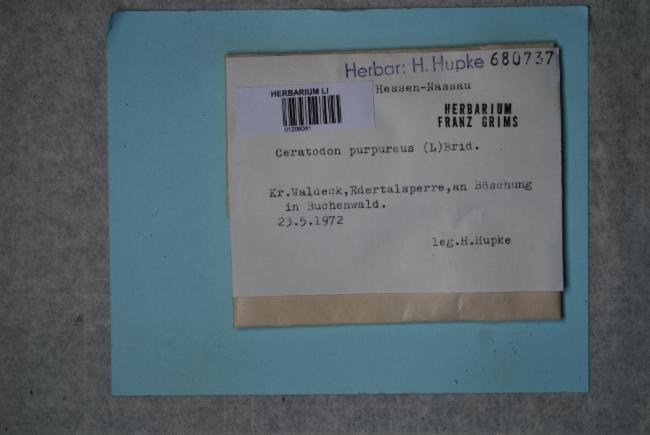 Herbar: H. Hupke 680737
Hessen-Nassau
HERBARIUM LI
01206081
HERBARIUM
FRANZ GRIMS
Ceratodon purpureus (L)Brid.
Kr.Waldeck,Edertalsperre,an Böschung
in Buchenwald.
23.5.1972
leg.H.Hupke